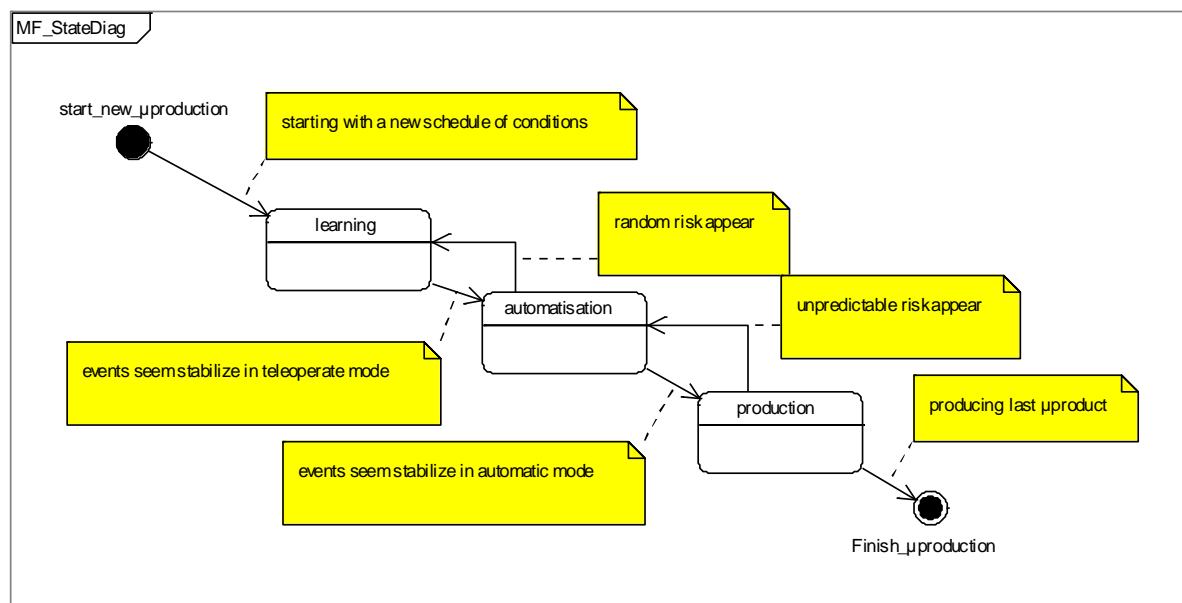 MF_StateDiag
start_new_µproduction
starting with a new schedule of conditions
learning
random risk appear
automatisation
unpredictable risk appear
events seem stabilize in teleoperate mode
production
producing last µproduct
events seem stabilize in automatic mode
Finish_µproduction